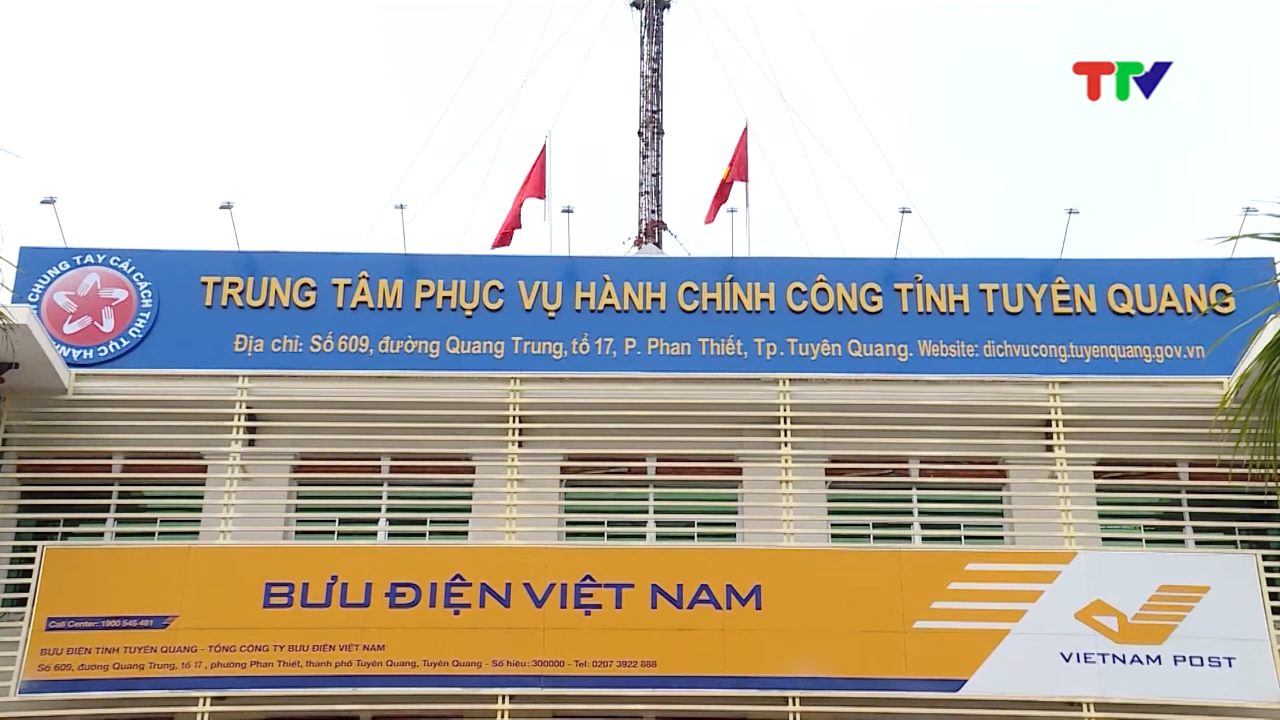 TTV
CHUNG TAY CẢI CÁCH THỦ TỤC HÀNH
TRUNG TÂM PHỤC VỤ HÀNH CHÍNH CÔNG TỈNH TUYÊN QUANG
Địa chỉ: Số 609, đường Quang Trung, tổ 17, P. Phan Thiết, Tp. Tuyên Quang. Website: dichvucong.tuyenquang.gov.vn
BƯU ĐIỆN VIỆT NAM
Call Center: 1900 545 481
BƯU ĐIỆN TỈNH TUYÊN QUANG - TỔNG CÔNG TY BƯU ĐIỆN VIỆT NAM
Số 609, đường Quang Trung, tổ 17 , phường Phan Thiết, thành phố Tuyên Quang, Tuyên Quang - Số hiệu: 300000 - Tel: 0207 3922 888
VIETNAM POST